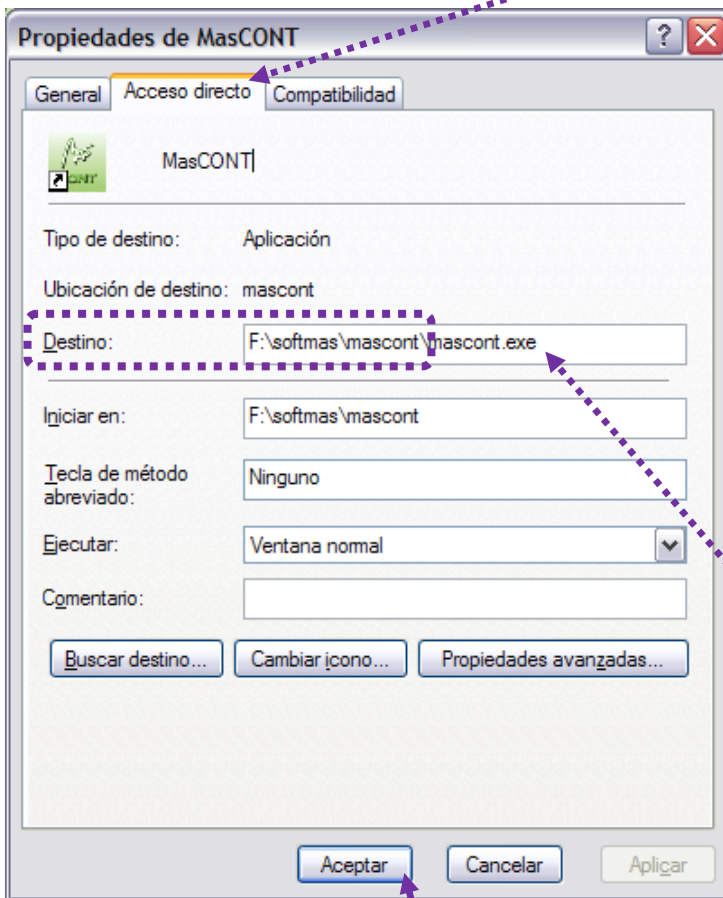 Propiedades de MasCONT
General Acceso directo Compatibilidad
MasCONT
Tipo de destino: Aplicación
Ubicación de destino: mascont
Destino: F:\softmas\mascont\mascont.exe
Iniciar en: F:\softmas\mascont
Tecla de método abreviado: Ninguno
Ejecutar: Ventana normal
Comentario:
Buscar destino... Cambiar icono... Propiedades avanzadas...
Aceptar Cancelar Aplicar